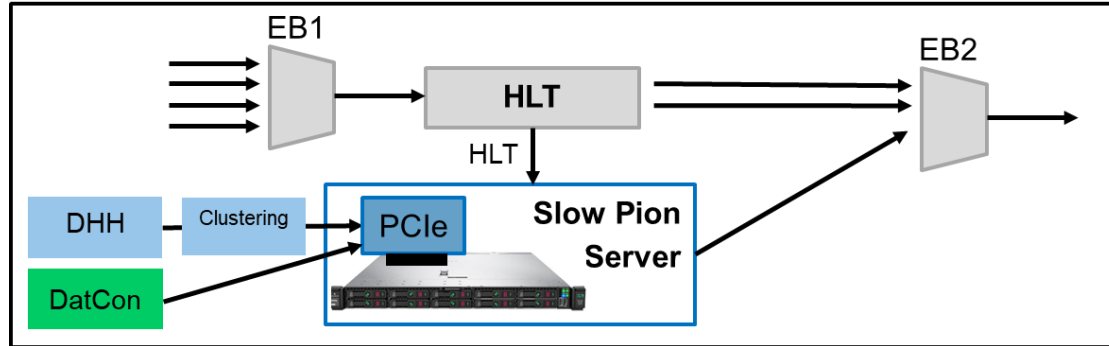 EB1
EB2
HLT
HLT
Slow Pion
Server
DHH
Clustering
PCIe
DatCon